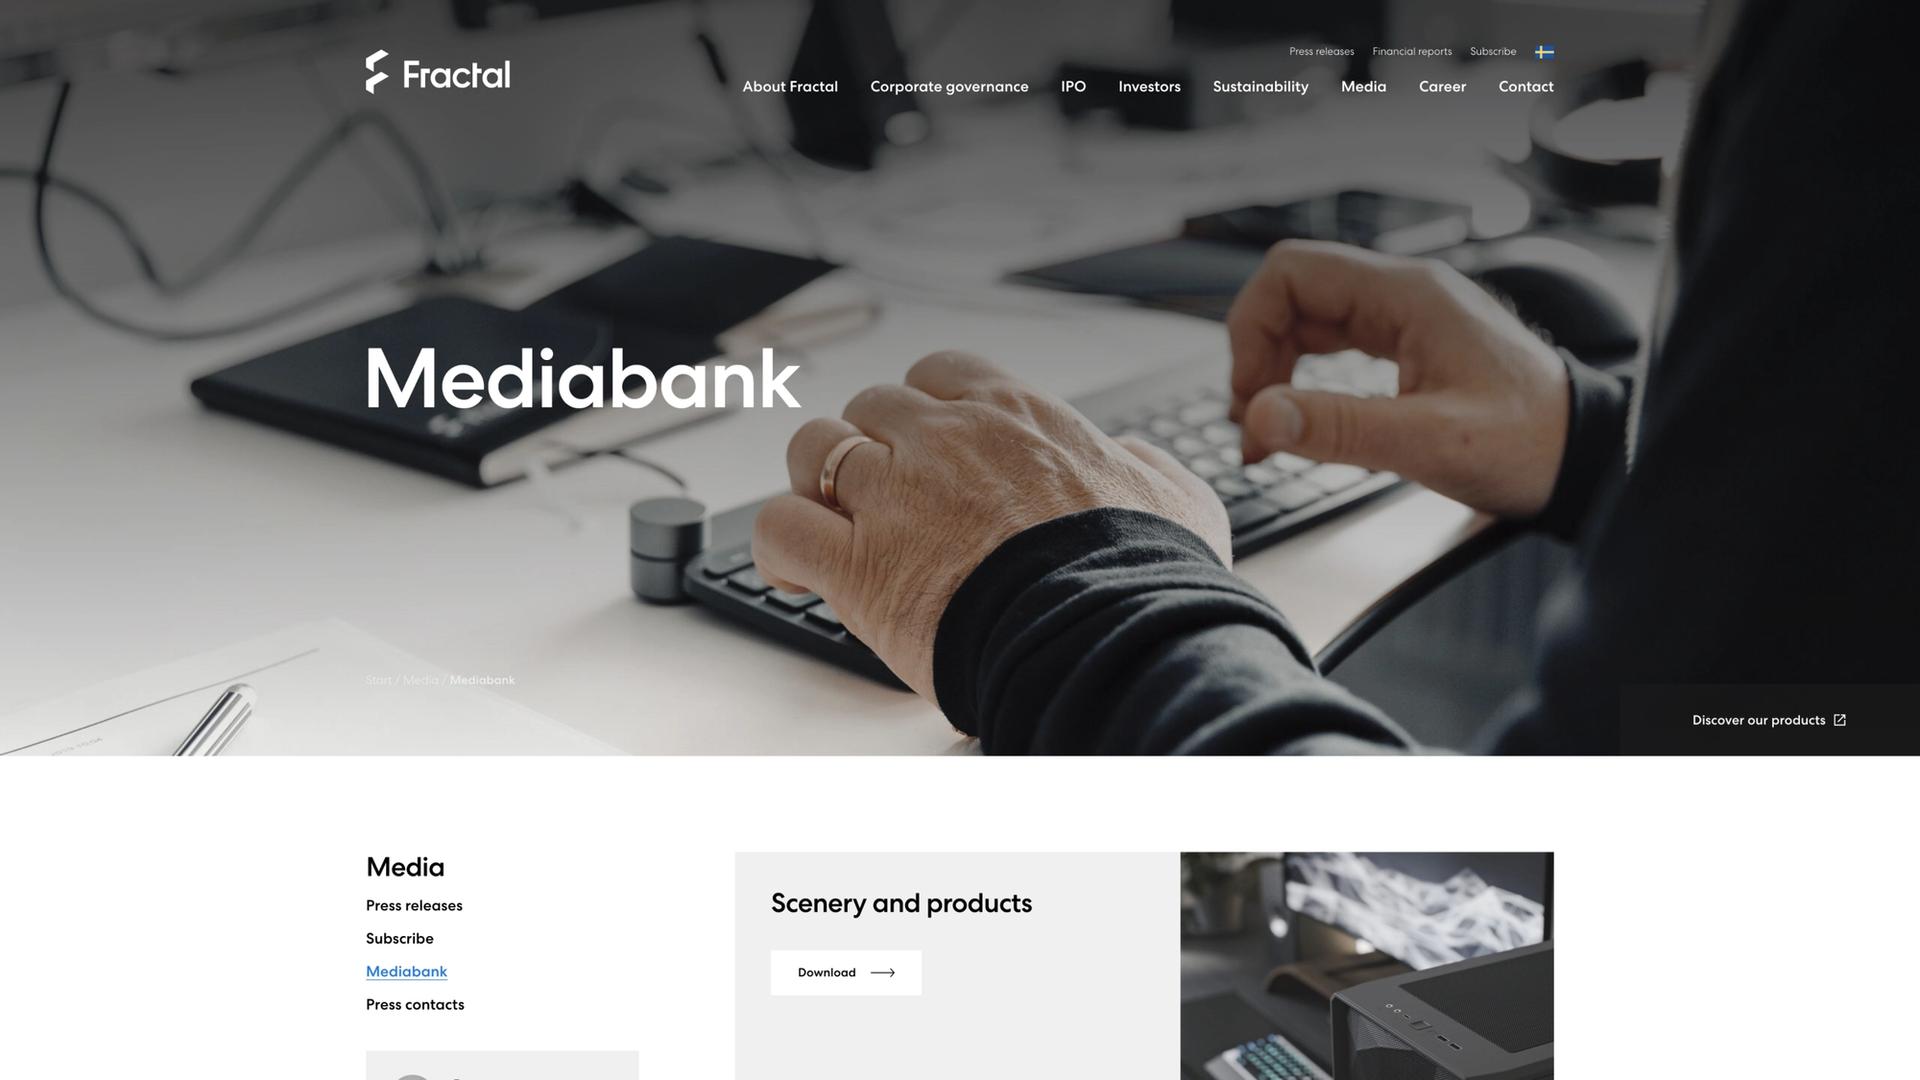 Fractal
Press releases Financial reports Subscribe
About Fractal Corporate governance IPO Investors Sustainability Media Career Contact
Mediabank
Start / Media / Mediabank
Discover our products
Media
Press releases
Subscribe
Mediabank
Press contacts
Scenery and products
Download